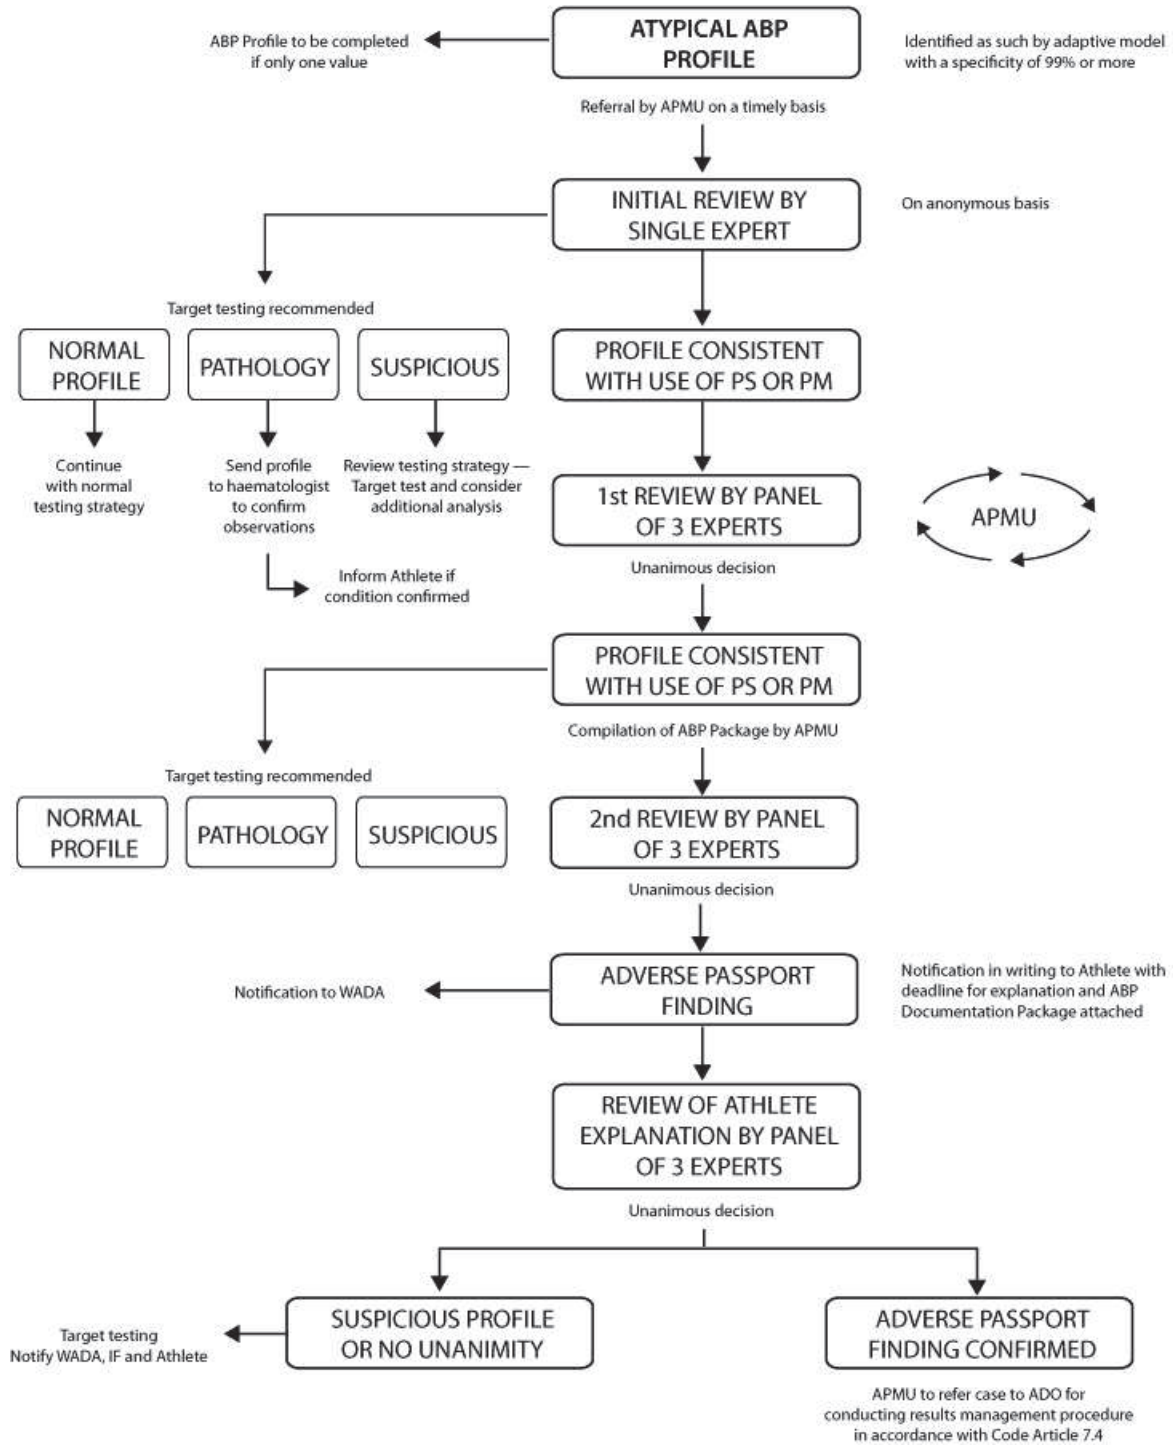 ATYPICAL ABP
PROFILE
ABP Profile to be completed
if only one value
Identified as such by adaptive model
with a specificity of 99% or more
Referral by APMU on a timely basis
INITIAL REVIEW BY
SINGLE EXPERT
On anonymous basis
Target testing recommended
NORMAL
PROFILE
PATHOLOGY
SUSPICIOUS
PROFILE CONSISTENT
WITH USE OF PS OR PM
Continue
with normal
testing strategy
Send profile
to haematologist
to confirm
observations
Review testing strategy —
Target test and consider
additional analysis
Inform Athlete if
condition confirmed
1st REVIEW BY PANEL
OF 3 EXPERTS
APMU
Unanimous decision
PROFILE CONSISTENT
WITH USE OF PS OR PM
Compilation of ABP Package by APMU
Target testing recommended
NORMAL
PROFILE
PATHOLOGY
SUSPICIOUS
2nd REVIEW BY PANEL
OF 3 EXPERTS
Unanimous decision
ADVERSE PASSPORT
FINDING
Notification to WADA
Notification in writing to Athlete with
deadline for explanation and ABP
Documentation Package attached
REVIEW OF ATHLETE
EXPLANATION BY PANEL
OF 3 EXPERTS
Unanimous decision
SUSPICIOUS PROFILE
OR NO UNANIMITY
Target testing
Notify WADA, IF and Athlete
ADVERSE PASSPORT
FINDING CONFIRMED
APMU to refer case to ADO for
conducting results management procedure
in accordance with Code Article 7.4